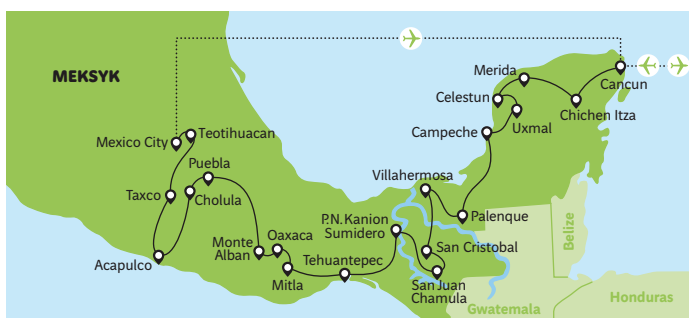 MEKSYK
Merida
Cancun
Celestun
Chichen Itza
Uxmal
Campeche
Teotihuacan
Mexico City
Puebla
Villahermosa
Taxco
Cholula
Palenque
P.N. Kanion
Sumidero
Oaxaca
Monte
Alban
San Cristobal
Belize
Acapulco
Tehuantepec
Mitla
San Juan
Chamula
Gwatemala
Honduras